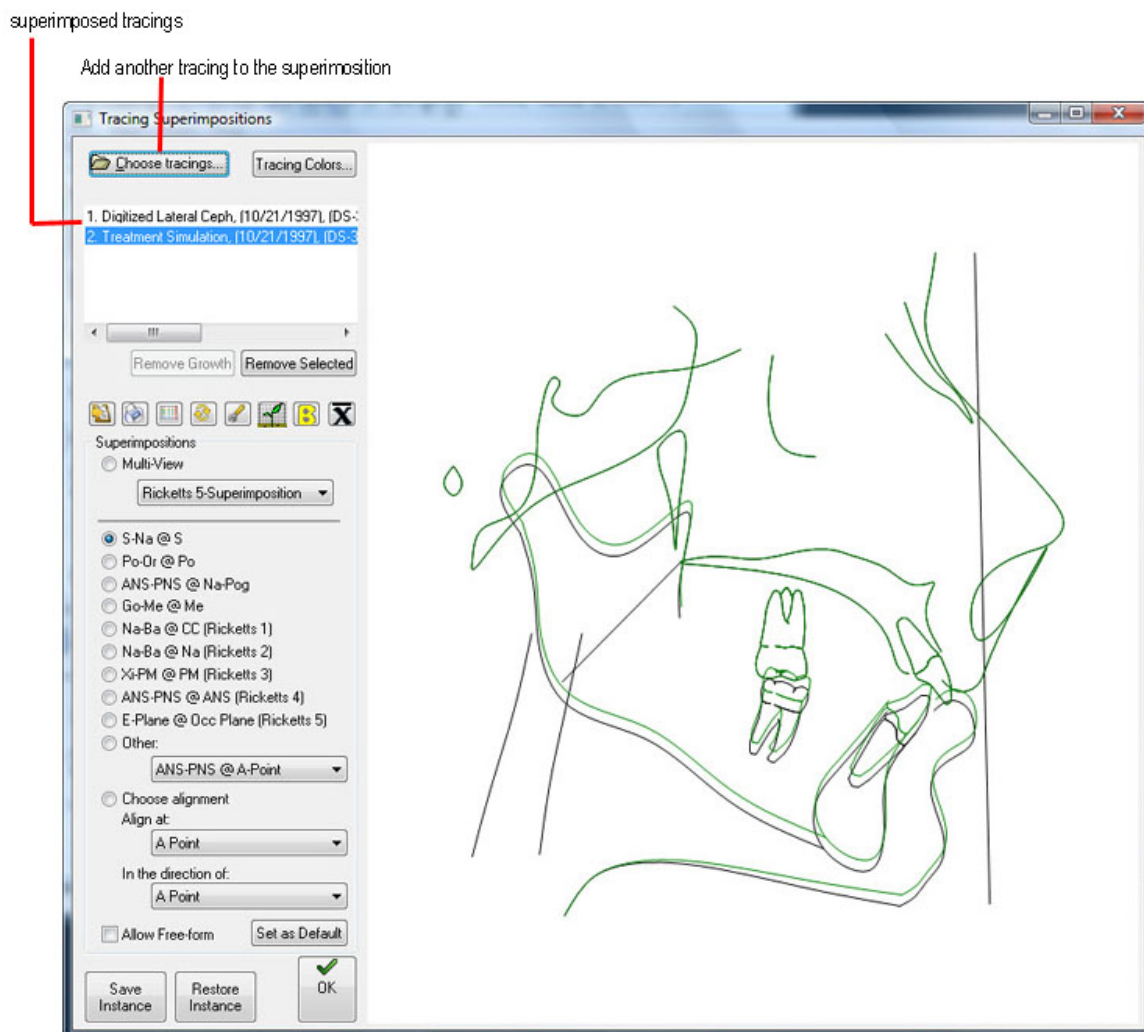 superimposed tracings
Add another tracing to the superimosition
Tracing Superimpositions
Choose tracings...
Tracing Colors...
1. Digitized Lateral Ceph, (10/21/1997), (DS-3
2. Treatment Simulation, (10/21/1997), (DS-3
Remove Growth
Remove Selected
B
X
Superimpositions
Multi-View
Ricketts 5-Superimposition
S-Na @ S
Po-Or @ Po
ANS-PNS @ Na-Pog
Go-Me @ Me
Na-Ba @ CC (Ricketts 1)
Na-Ba @ Na (Ricketts 2)
Xi-PM @ PM (Ricketts 3)
ANS-PNS @ ANS (Ricketts 4)
E-Plane @ Occ Plane (Ricketts 5)
Other:
ANS-PNS @ A-Point
Choose alignment
Align at:
A Point
In the direction of:
A Point
Allow Free-form
Set as Default
Save
Instance
Restore
Instance
OK